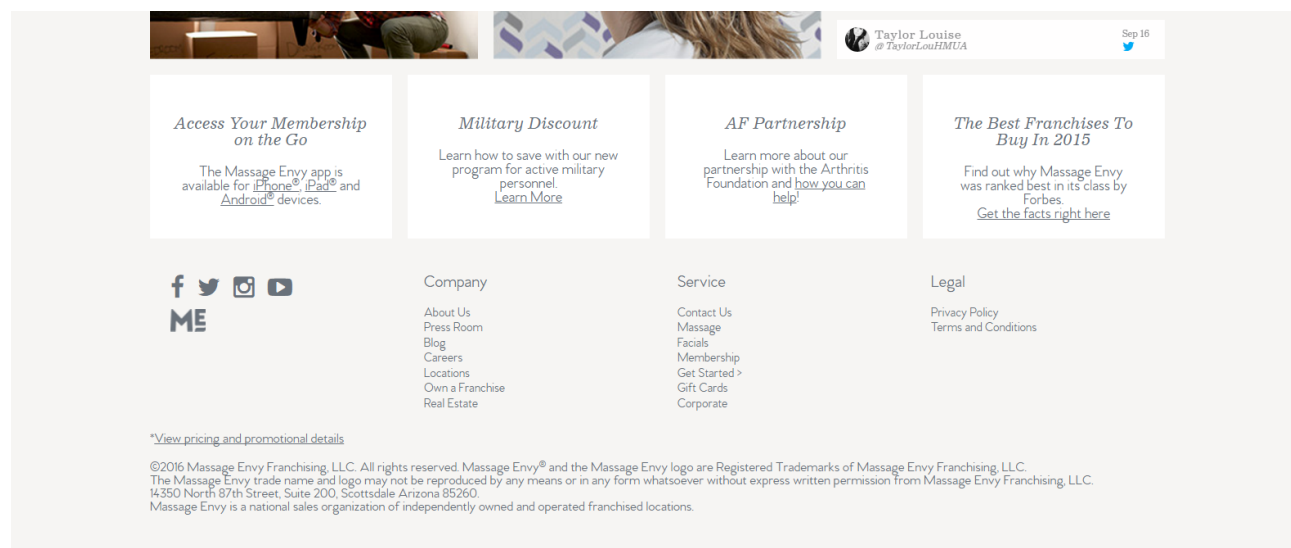 Taylor Louise
@TaylorLouHMUA
Sep 16
Access Your Membership
on the Go
The Massage Envy app is
available for iPhone®, iPad® and
Android® devices.
Military Discount
Learn how to save with our new
program for active military
personnel.
Learn More
AF Partnership
Learn more about our
partnership with the Arthritis
Foundation and how you can
help!
The Best Franchises To
Buy In 2015
Find out why Massage Envy
was ranked best in its class by
Forbes.
Get the facts right here
ME
Company
About Us
Press Room
Blog
Careers
Locations
Own a Franchise
Real Estate
Service
Contact Us
Massage
Facials
Membership
Get Started >
Gift Cards
Corporate
Legal
Privacy Policy
Terms and Conditions
*View pricing and promotional details
©2016 Massage Envy Franchising, LLC. All rights reserved. Massage Envy® and the Massage Envy logo are Registered Trademarks of Massage Envy Franchising, LLC.
The Massage Envy trade name and logo may not be reproduced by any means or in any form whatsoever without express written permission from Massage Envy Franchising, LLC.
14350 North 87th Street, Suite 200, Scottsdale Arizona 85260.
Massage Envy is a national sales organization of independently owned and operated franchised locations.